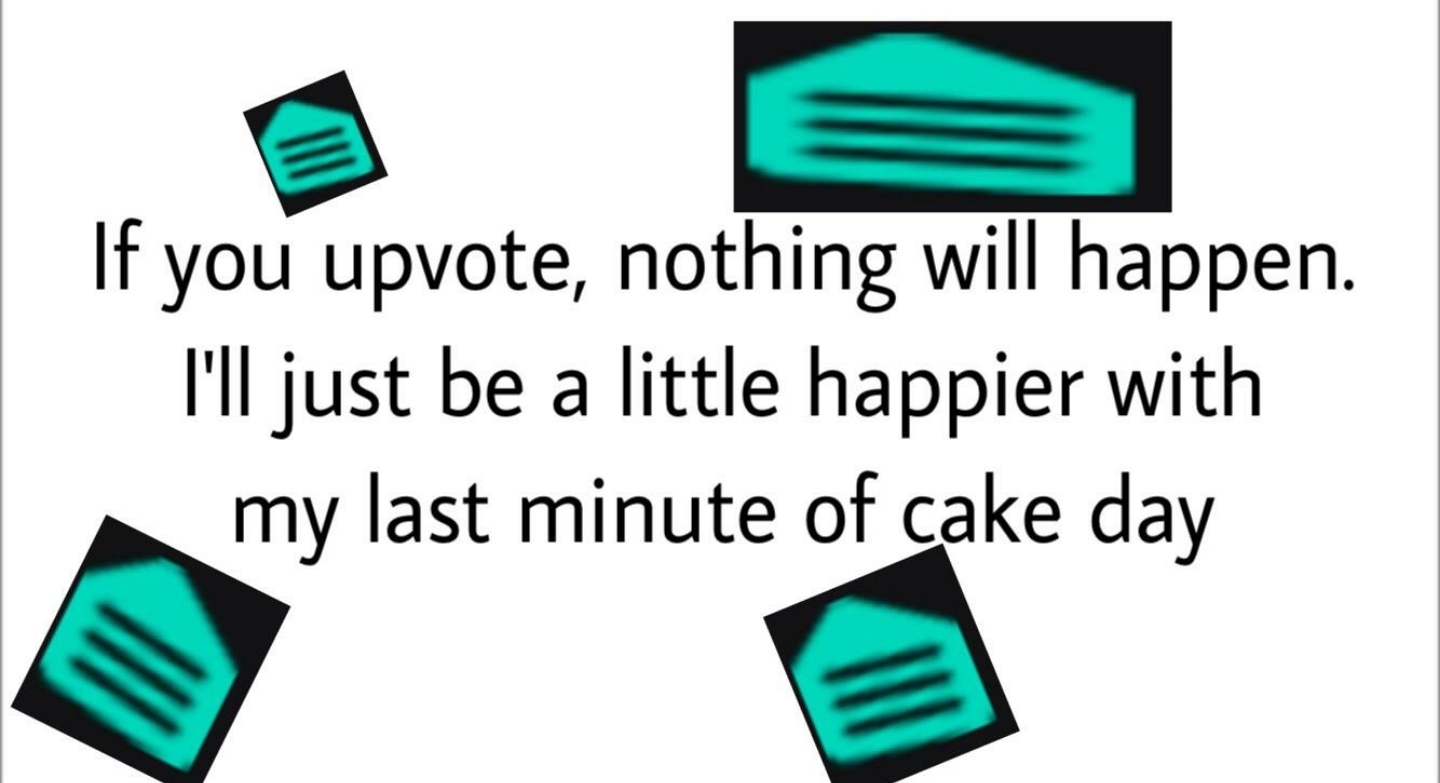 If you upvote, nothing will happen.
I'll just be a little happier with
my last minute of cake day